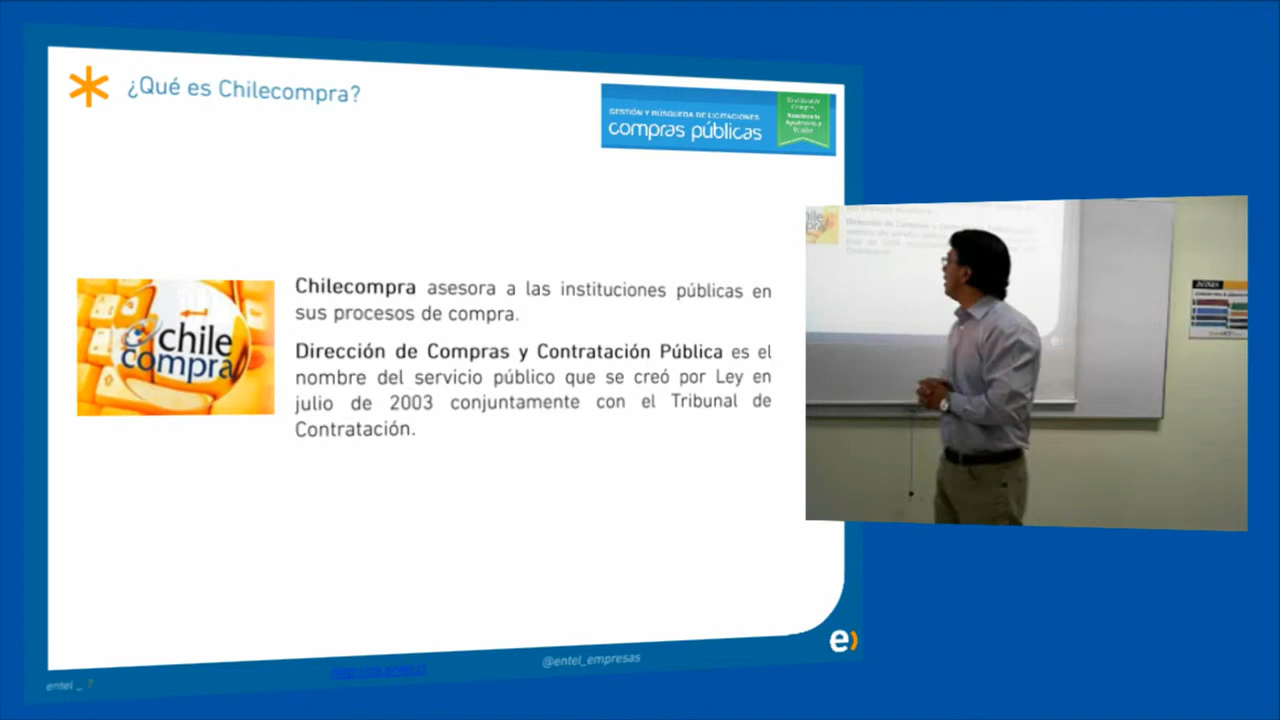 ¿Qué es Chilecompra?
GESTIÓN Y BÚSQUEDA DE LICITACIONES
compras públicas
chile
compra
Chilecompra asesora a las instituciones públicas en
sus procesos de compra.
Dirección de Compras y Contratación Pública es el
nombre del servicio público que se creó por Ley en
julio de 2003 conjuntamente con el Tribunal de
Contratación.
e)
entel _ 7
@entel_empresas